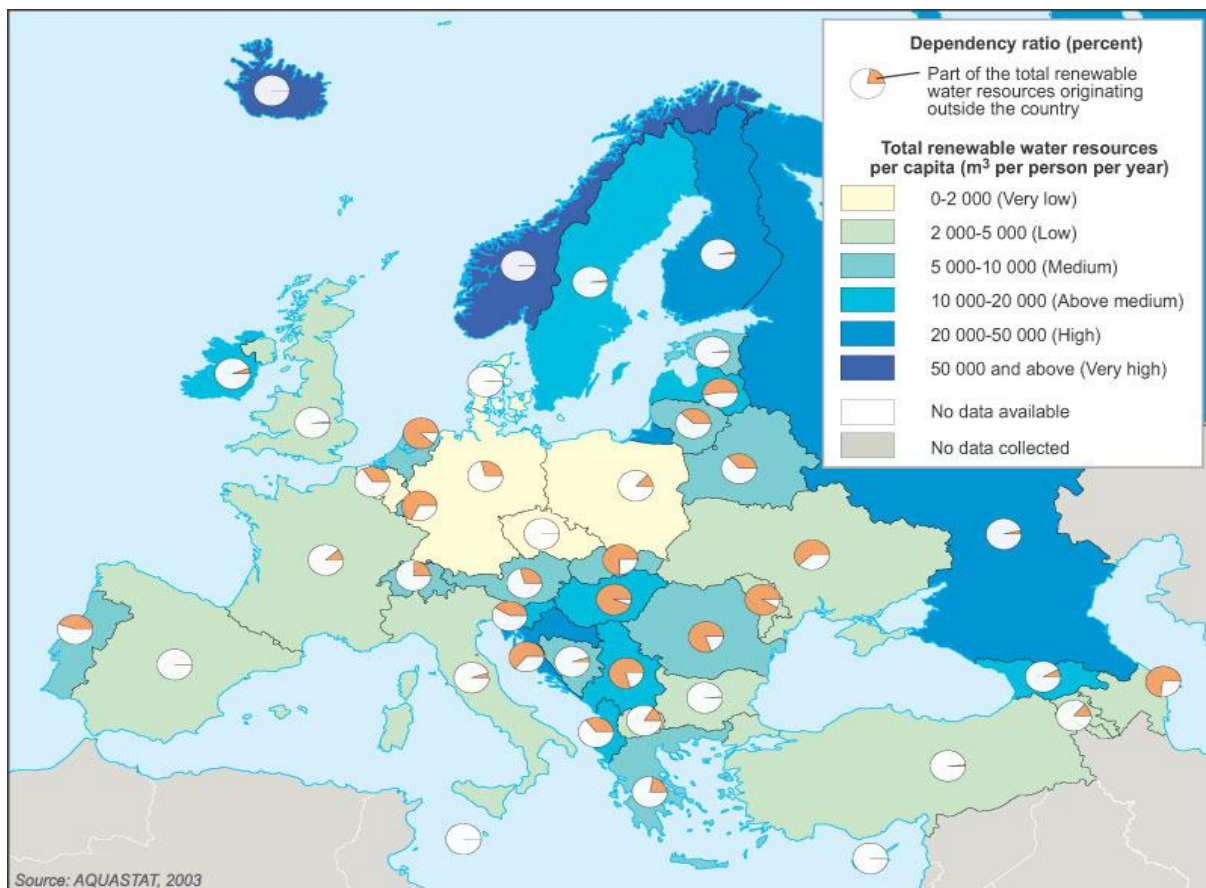 Dependency ratio (percent)
Part of the total renewable
water resources originating
outside the country
Total renewable water resources
per capita (m³ per person per year)
0-2 000 (Very low)
2 000-5 000 (Low)
5 000-10 000 (Medium)
10 000-20 000 (Above medium)
20 000-50 000 (High)
50 000 and above (Very high)
No data available
No data collected
Source: AQUASTAT, 2003